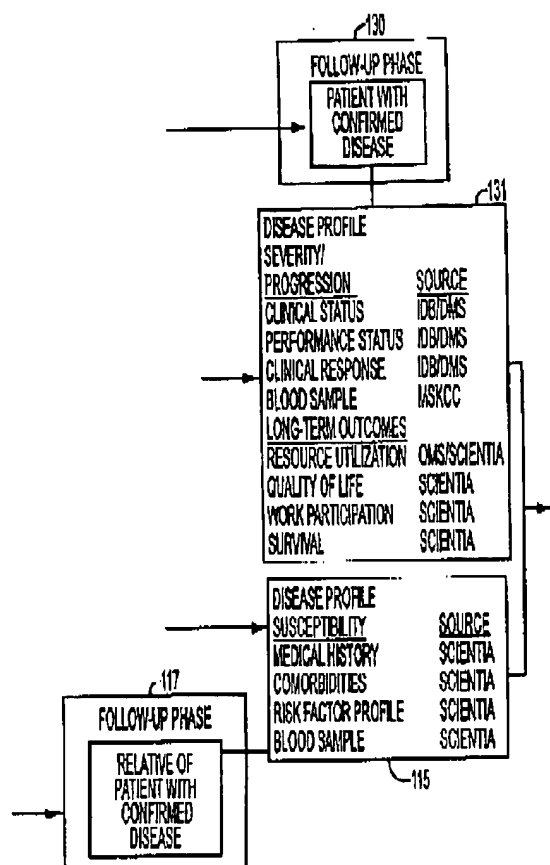 130
FOLLOW-UP PHASE
PATIENT WITH
CONFIRMED
DISEASE
131
DISEASE PROFILE
SEVERITY/
PROGRESSION SOURCE
CLINICAL STATUS IDB/DMS
PERFORMANCE STATUS IDB/DMS
CLINICAL RESPONSE IDB/DMS
BLOOD SAMPLE MSKCC
LONG-TERM OUTCOMES
RESOURCE UTILIZATION OMS/SCIENTIA
QUALITY OF LIFE SCIENTIA
WORK PARTICIPATION SCIENTIA
SURVIVAL SCIENTIA
DISEASE PROFILE
SUSCEPTIBILITY SOURCE
MEDICAL HISTORY SCIENTIA
COMORBIDITIES SCIENTIA
RISK FACTOR PROFILE SCIENTIA
BLOOD SAMPLE SCIENTIA
115
117
FOLLOW-UP PHASE
RELATIVE OF
PATIENT WITH
CONFIRMED
DISEASE